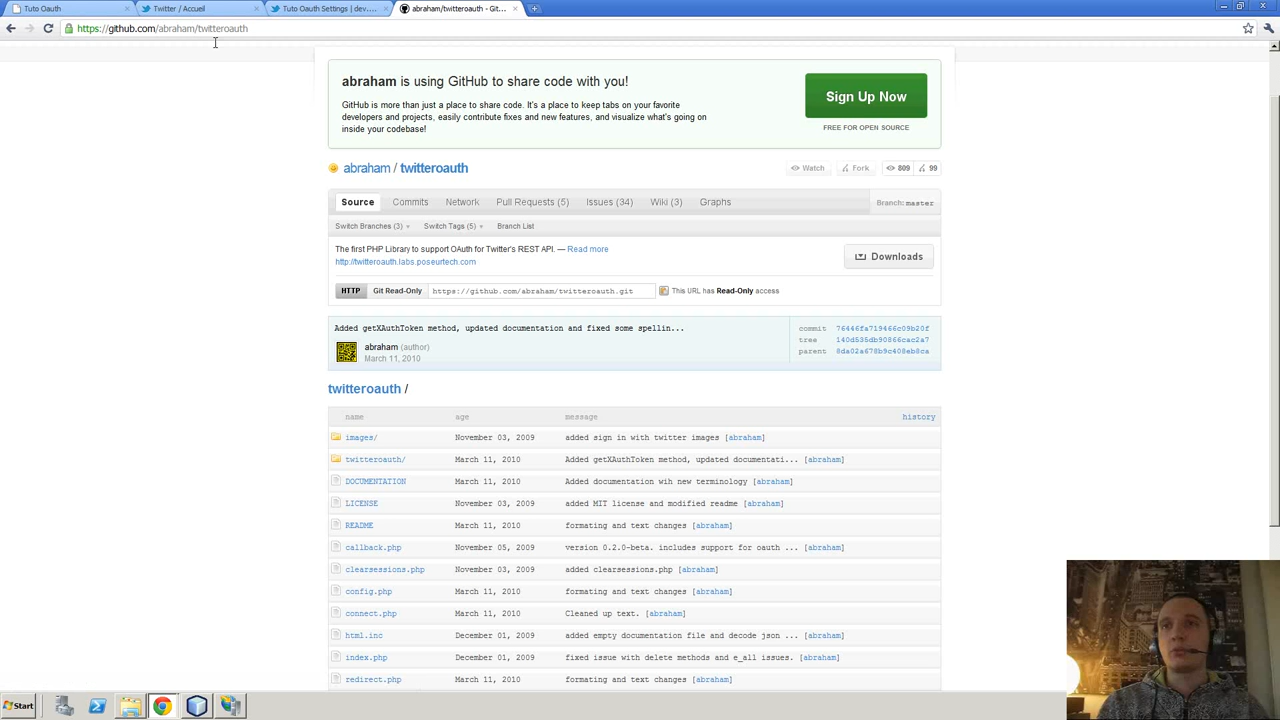 Tuto Oauth
Twitter / Accueil
Tuto Oauth Settings | dev....
abraham/twitteroauth - Git...
https://github.com/abraham/twitteroauth
abraham is using GitHub to share code with you!
GitHub is more than just a place to share code. It's a place to keep tabs on your favorite
developers and projects, easily contribute fixes and new features, and visualize what's going on
inside your codebase!
Sign Up Now
FREE FOR OPEN SOURCE
abraham / twitteroauth
Watch
Fork
809
99
Source
Commits
Network
Pull Requests (5)
Issues (34)
Wiki (3)
Graphs
Branch: master
Switch Branches (3)
Switch Tags (5)
Branch List
The first PHP Library to support OAuth for Twitter's REST API. — Read more
http://twitteroauth.labs.poseurtech.com
Downloads
HTTP
Git Read-Only
https://github.com/abraham/twitteroauth.git
This URL has Read-Only access
Added getXAuthToken method, updated documentation and fixed some spellin...
abraham (author)
March 11, 2010
commit 76446fa719466c09b20f
tree 140d535db90866cac2a7
parent 8da02a678b9c408eb8ca
twitteroauth /
name age message history
images/ November 03, 2009 added sign in with twitter images [abraham]
twitteroauth/ March 11, 2010 Added getXAuthToken method, updated documentati... [abraham]
DOCUMENTATION March 11, 2010 Added documentation wih new terminology [abraham]
LICENSE November 03, 2009 added MIT license and modified readme [abraham]
README March 11, 2010 formating and text changes [abraham]
callback.php November 05, 2009 version 0.2.0-beta. includes support for oauth ... [abraham]
clearsessions.php November 03, 2009 added clearsessions.php [abraham]
config.php March 11, 2010 formating and text changes [abraham]
connect.php March 11, 2010 Cleaned up text. [abraham]
html.inc December 01, 2009 added empty documentation file and decode json ... [abraham]
index.php December 01, 2009 fixed issue with delete methods and e_all issues. [abraham]
redirect.php March 11, 2010 formating and text changes [abraham]
Start